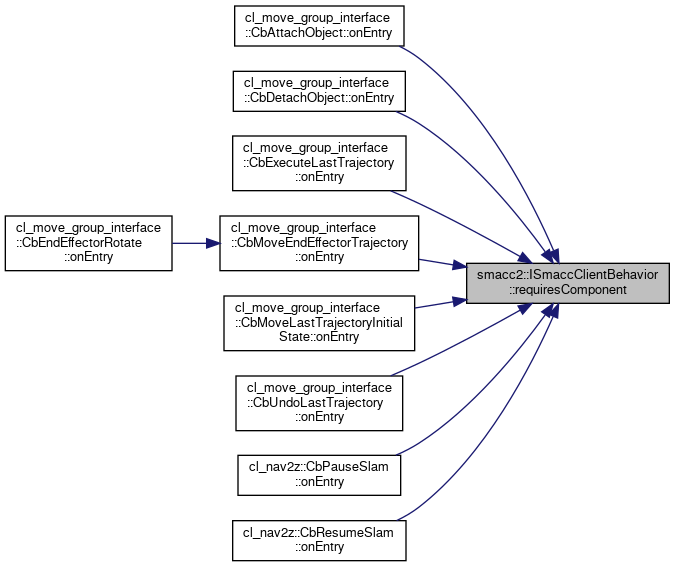 cl_move_group_interface
::CbAttachObject::onEntry
cl_move_group_interface
::CbDetachObject::onEntry
cl_move_group_interface
::CbExecuteLastTrajectory
::onEntry
cl_move_group_interface
::CbEndEffectorRotate
::onEntry
cl_move_group_interface
::CbMoveEndEffectorTrajectory
::onEntry
smacc2::ISmaccClientBehavior
::requiresComponent
cl_move_group_interface
::CbMoveLastTrajectoryInitial
State::onEntry
cl_move_group_interface
::CbUndoLastTrajectory
::onEntry
cl_nav2z::CbPauseSlam
::onEntry
cl_nav2z::CbResumeSlam
::onEntry